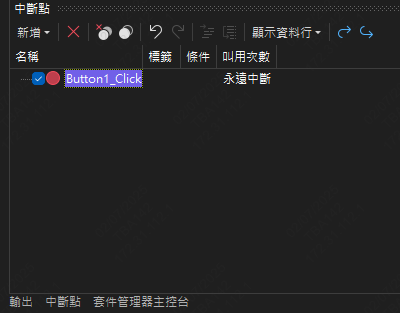 中斷點
新增 顯示資料行
名稱 標籤 條件 叫用次數
Button1_Click 永遠中斷
輸出 中斷點 套件管理器主控台